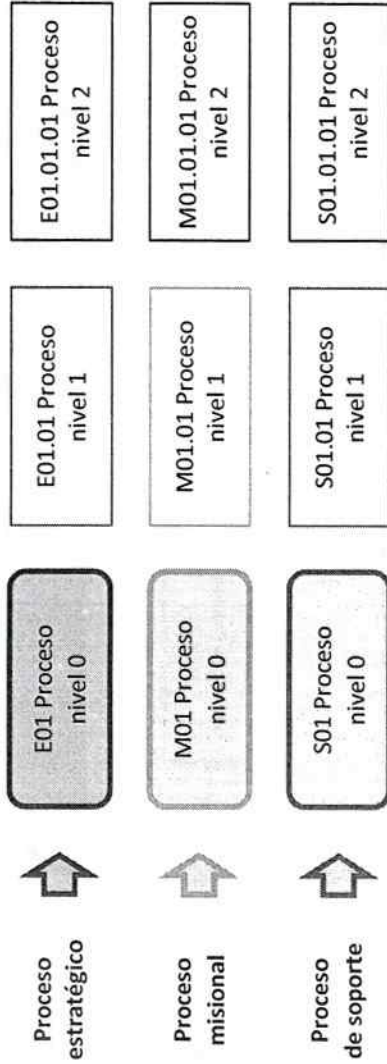 Proceso
estratégico
E01 Proceso
nivel 0
E01.01 Proceso
nivel 1
E01.01.01 Proceso
nivel 2
Proceso
misional
M01 Proceso
nivel 0
M01.01 Proceso
nivel 1
M01.01.01 Proceso
nivel 2
Proceso
de soporte
S01 Proceso
nivel 0
S01.01 Proceso
nivel 1
S01.01.01 Proceso
nivel 2